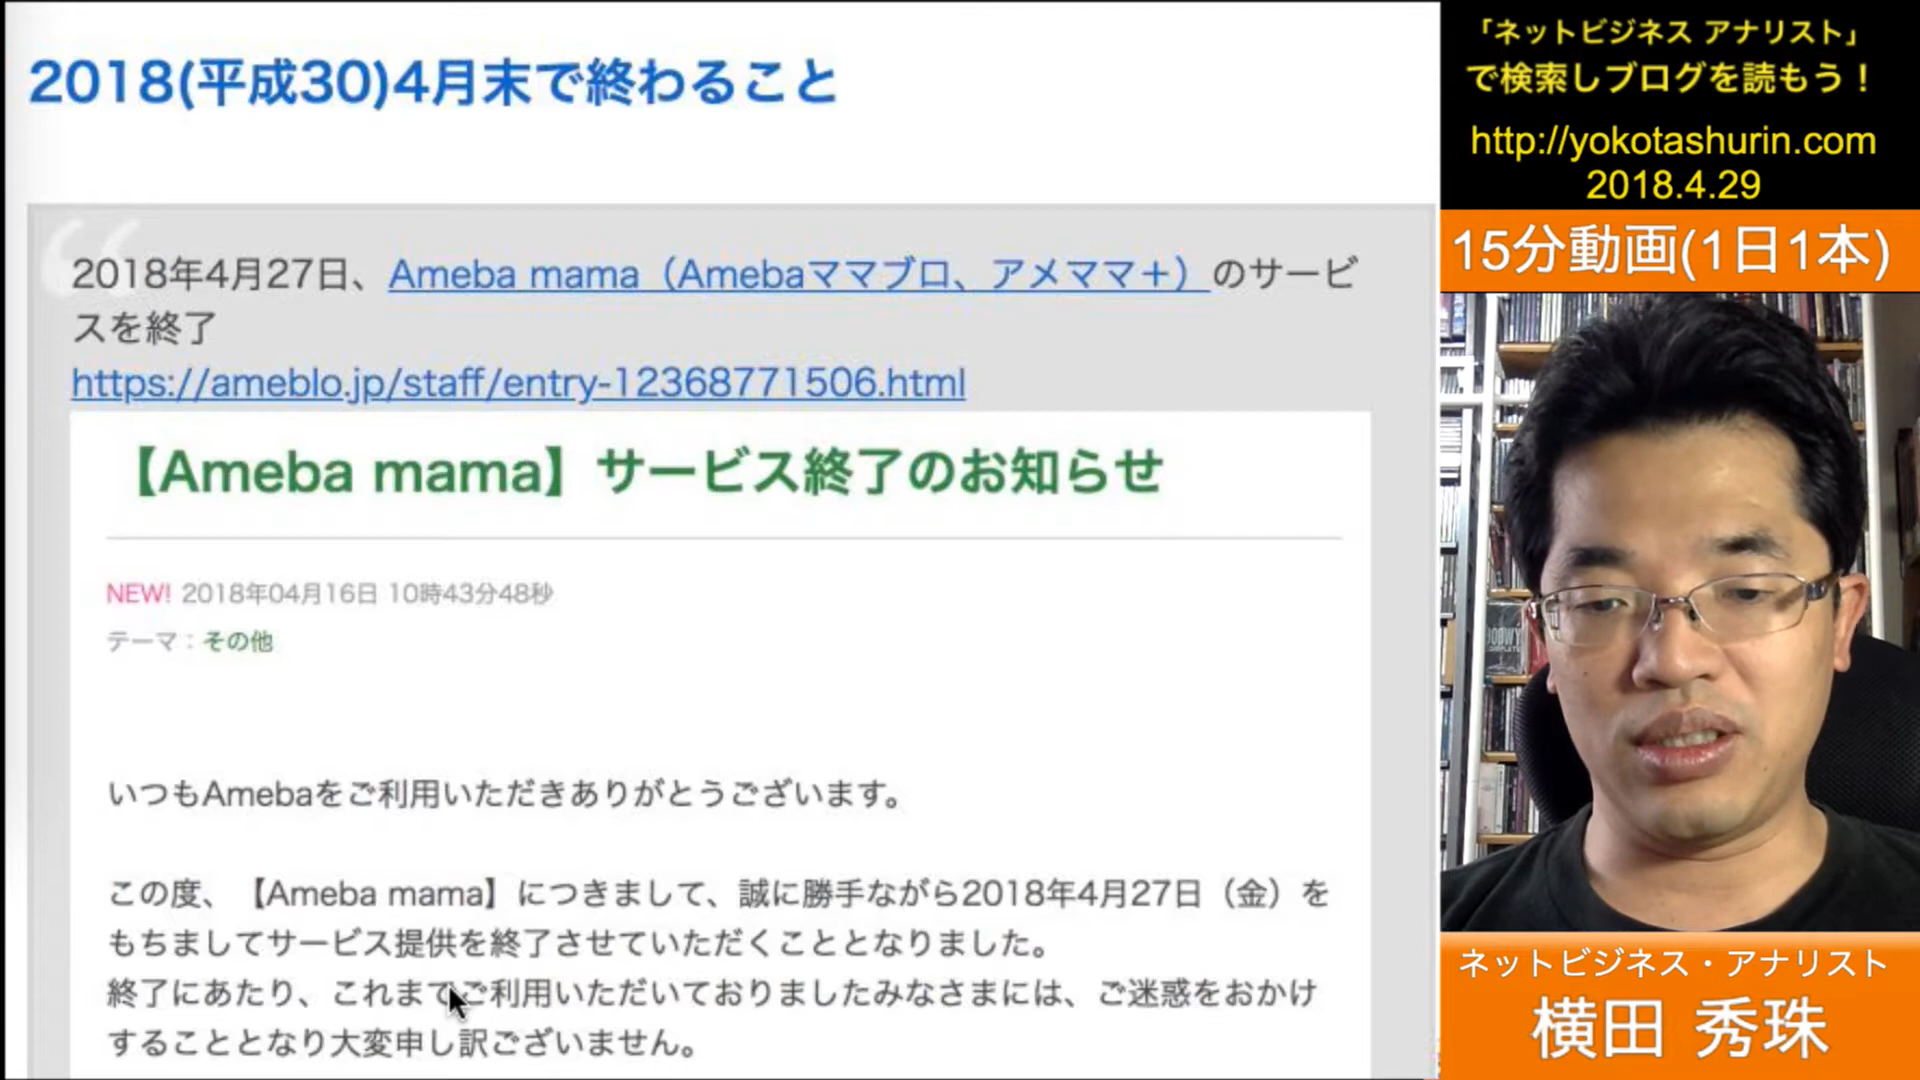 2018(平成30)4月末で終わること
2018年4月27日、Ameba mama（Amebaママブロ、アメママ＋）のサービ
スを終了
https://ameblo.jp/staff/entry-12368771506.html
【Ameba mama】サービス終了のお知らせ
NEW! 2018年04月16日 10時43分48秒
テーマ：その他
いつもAmebaをご利用いただきありがとうございます。
この度、【Ameba mama】につきまして、誠に勝手ながら2018年4月27日（金）を
もちましてサービス提供を終了させていただくこととなりました。
終了にあたり、これまでご利用いただいておりましたみなさまには、ご迷惑をおかけ
することとなり大変申し訳ございません。
「ネットビジネス アナリスト」
で検索しブログを読もう！
http://yokotashurin.com
2018.4.29
15分動画(1日1本)
BOØWY
COMPLETE
ネットビジネス・アナリスト
横田 秀珠